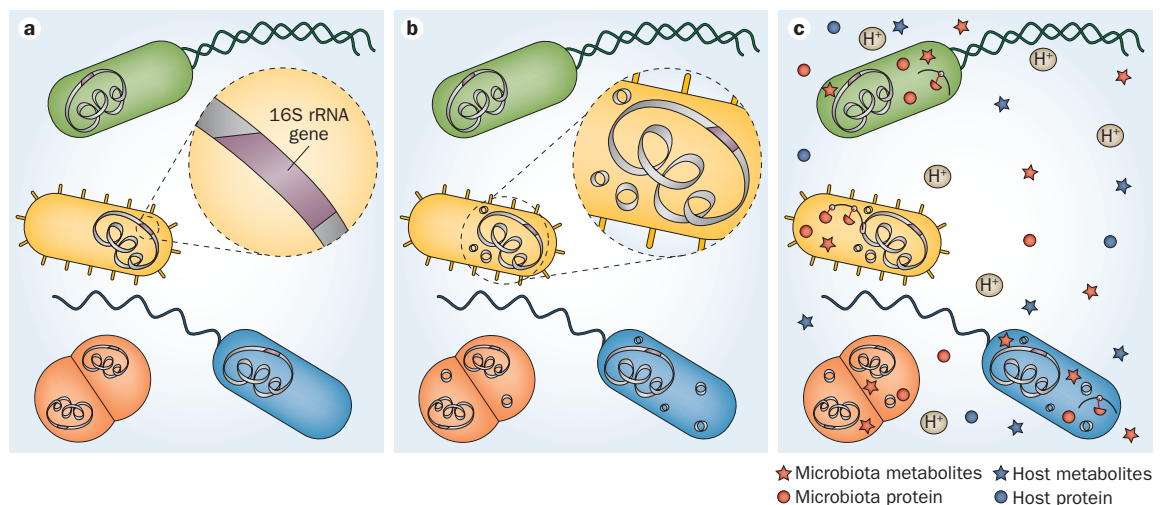 a
b
c
16S rRNA
gene
H⁺
H⁺
H⁺
H⁺
H⁺
H⁺
Microbiota metabolites
Host metabolites
Microbiota protein
Host protein